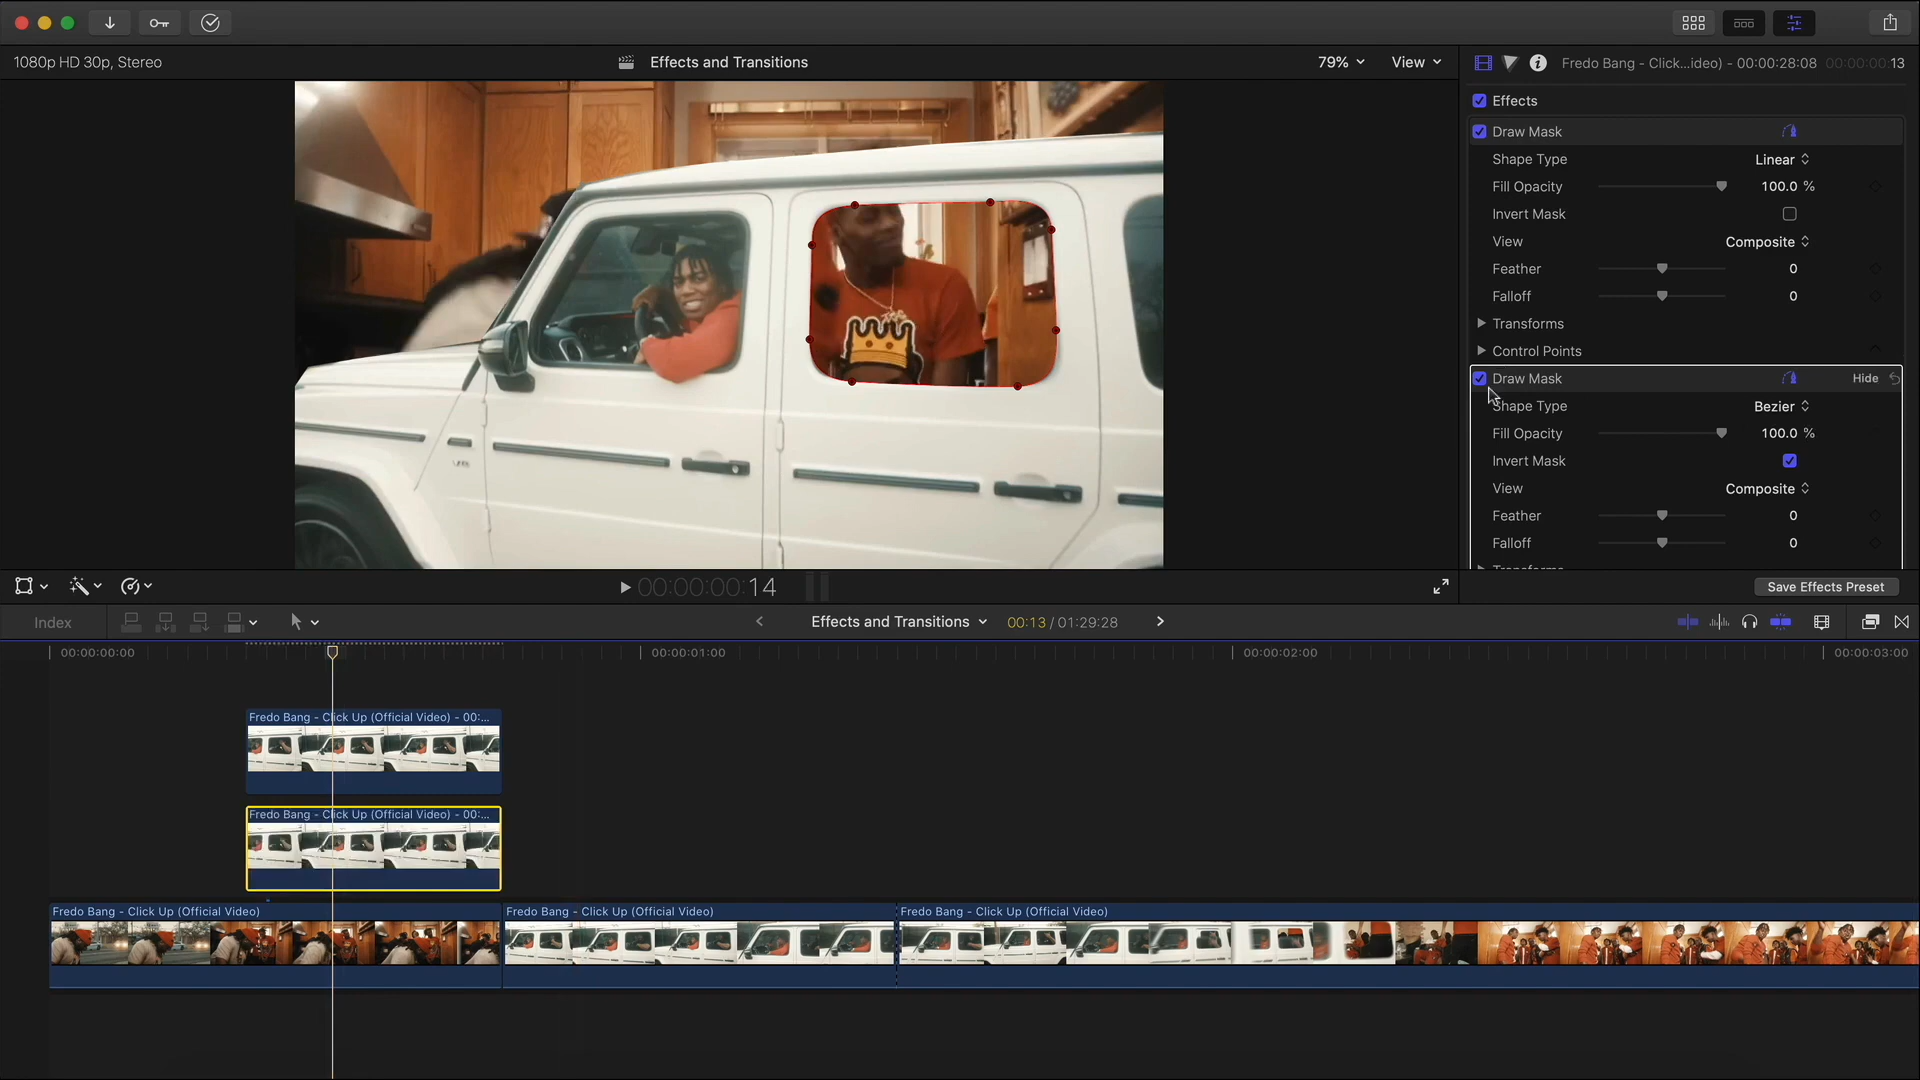 1080p HD 30p, Stereo
Effects and Transitions
79%
View
Fredo Bang - Click...ideo) - 00:00:28:08
00:00:00:13
Effects
Draw Mask
Shape Type
Linear
Fill Opacity
100.0 %
Invert Mask
View
Composite
Feather
0
Falloff
0
Transforms
Control Points
Draw Mask
Hide
Shape Type
Bezier
Fill Opacity
100.0 %
Invert Mask
View
Composite
Feather
0
Falloff
0
Transforms
V8
00:00:00:14
Save Effects Preset
Index
Effects and Transitions
00:13 / 01:29:28
00:00:00:00
00:00:01:00
00:00:02:00
00:00:03:00
Fredo Bang - Click Up (Official Video) - 00:...
Fredo Bang - Click Up (Official Video) - 00:...
Fredo Bang - Click Up (Official Video)
Fredo Bang - Click Up (Official Video)
Fredo Bang - Click Up (Official Video)